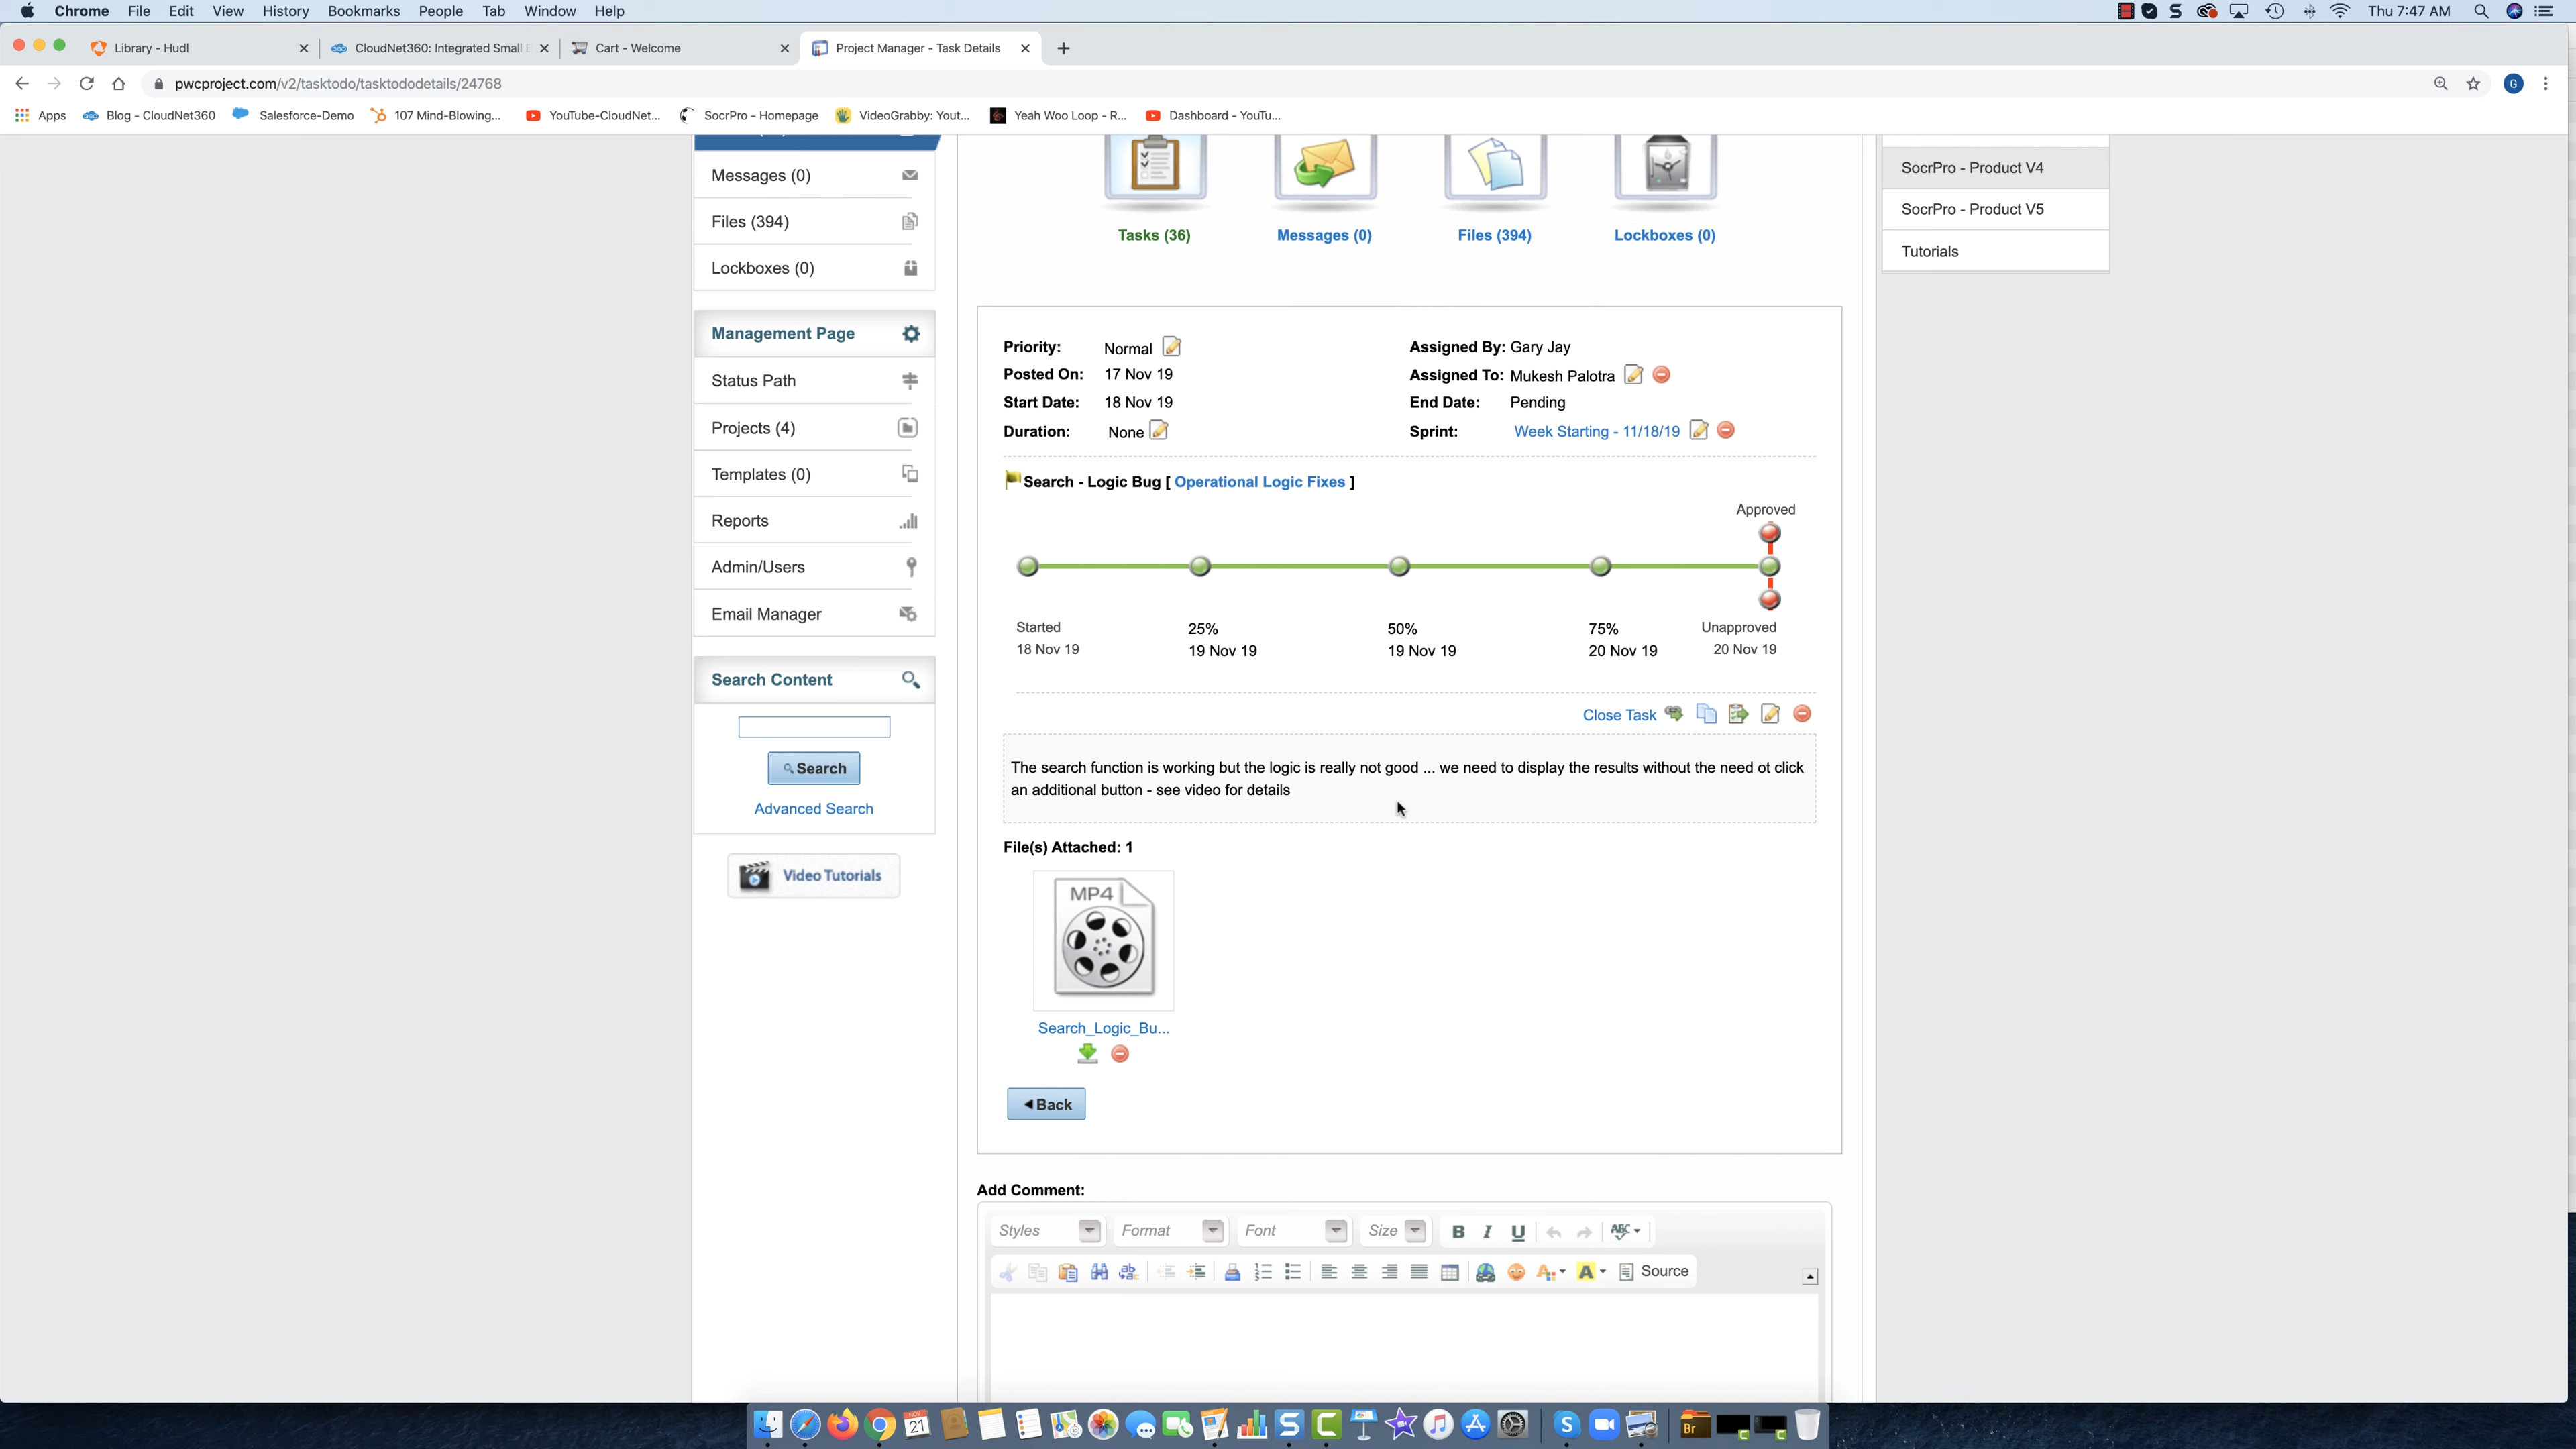 Chrome File Edit View History Bookmarks People Tab Window Help Thu 7:47 AM
Library - Hudl CloudNet360: Integrated Small Cart - Welcome Project Manager - Task Details
pwcproject.com/v2/tasktodo/tasktododetails/24768 G
Apps Blog - CloudNet360 Salesforce-Demo 107 Mind-Blowing... YouTube-CloudNet... SocrPro - Homepage VideoGrabby: Yout... Yeah Woo Loop - R... Dashboard - YouTu...
Messages (0)
Files (394)
Lockboxes (0)
Management Page
Status Path
Projects (4)
Templates (0)
Reports
Admin/Users
Email Manager
Search Content
Search
Advanced Search
Video Tutorials
Tasks (36) Messages (0) Files (394) Lockboxes (0)
Priority: Normal Assigned By: Gary Jay
Posted On: 17 Nov 19 Assigned To: Mukesh Palotra
Start Date: 18 Nov 19 End Date: Pending
Duration: None Sprint: Week Starting - 11/18/19
Search - Logic Bug [ Operational Logic Fixes ]
Approved
Started 25% 50% 75% Unapproved
18 Nov 19 19 Nov 19 19 Nov 19 20 Nov 19 20 Nov 19
Close Task
The search function is working but the logic is really not good ... we need to display the results without the need ot click
an additional button - see video for details
File(s) Attached: 1
MP4
Search_Logic_Bu...
Back
Add Comment:
Styles Format Font Size B I U ABC
Source
SocrPro - Product V4
SocrPro - Product V5
Tutorials
NOV
21
Br